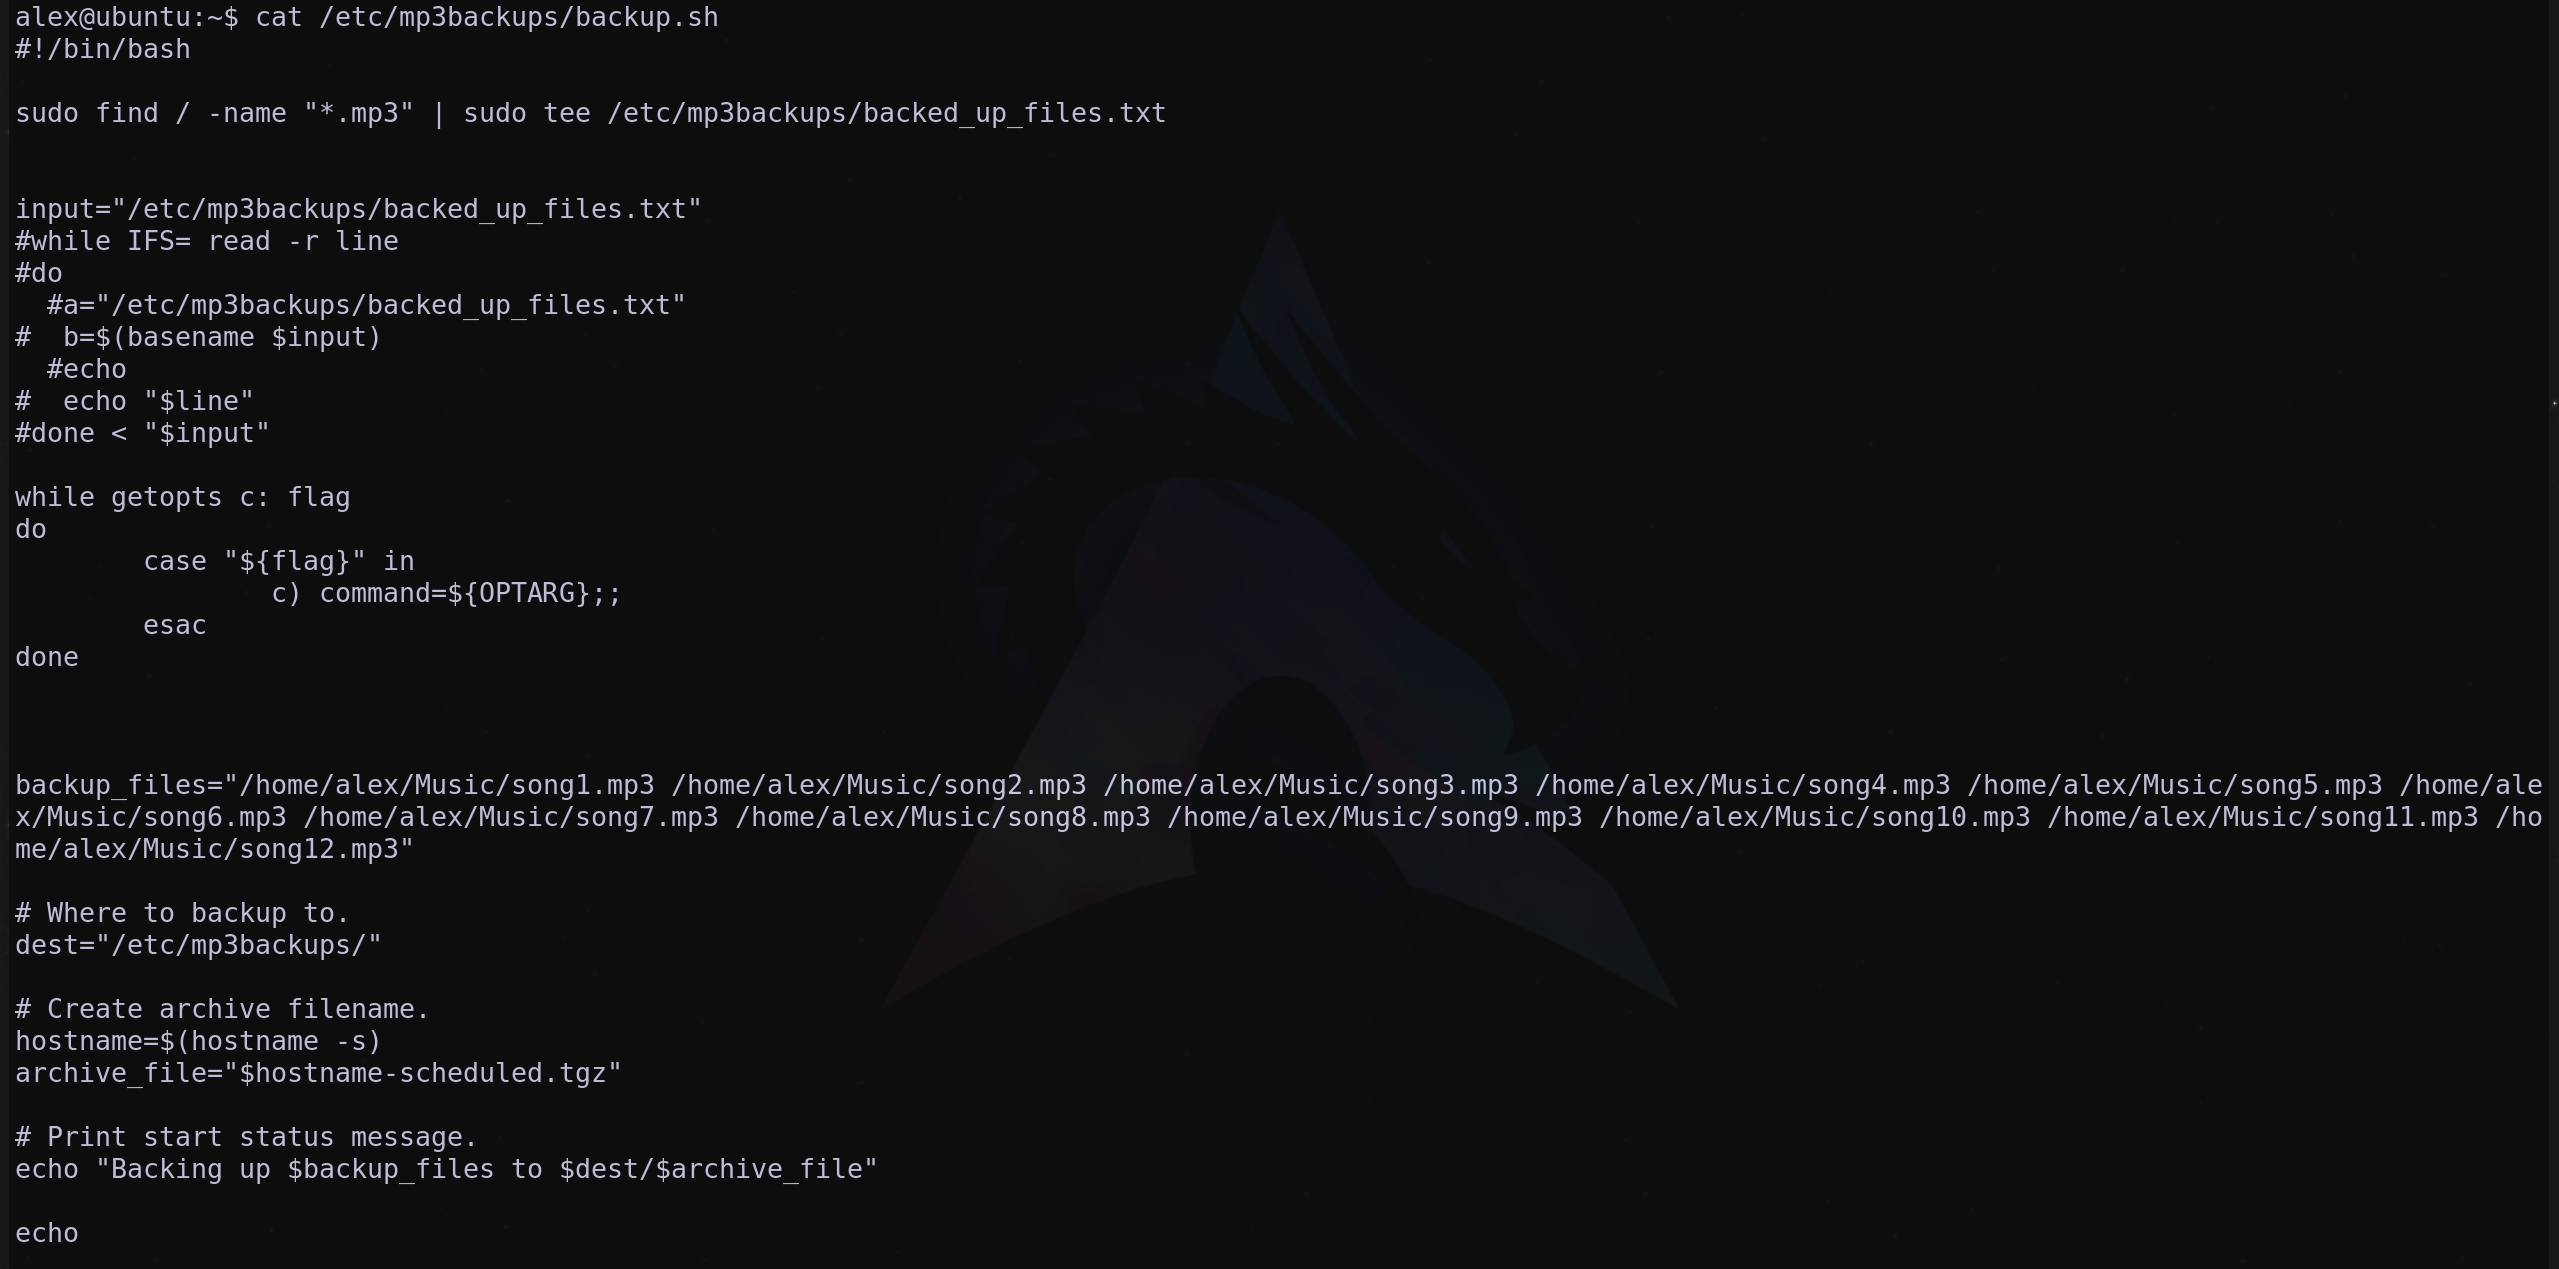 alex@ubuntu:~$ cat /etc/mp3backups/backup.sh
#!/bin/bash
sudo find / -name "*.mp3" | sudo tee /etc/mp3backups/backed_up_files.txt
input="/etc/mp3backups/backed_up_files.txt"
#while IFS= read -r line
#do
  #a="/etc/mp3backups/backed_up_files.txt"
#  b=$(basename $input)
  #echo
#  echo "$line"
#done < "$input"
while getopts c: flag
do
        case "${flag}" in
                c) command=${OPTARG};;
        esac
done
backup_files="/home/alex/Music/song1.mp3 /home/alex/Music/song2.mp3 /home/alex/Music/song3.mp3 /home/alex/Music/song4.mp3 /home/alex/Music/song5.mp3 /home/ale
x/Music/song6.mp3 /home/alex/Music/song7.mp3 /home/alex/Music/song8.mp3 /home/alex/Music/song9.mp3 /home/alex/Music/song10.mp3 /home/alex/Music/song11.mp3 /ho
me/alex/Music/song12.mp3"
# Where to backup to.
dest="/etc/mp3backups/"
# Create archive filename.
hostname=$(hostname -s)
archive_file="$hostname-scheduled.tgz"
# Print start status message.
echo "Backing up $backup_files to $dest/$archive_file"
echo